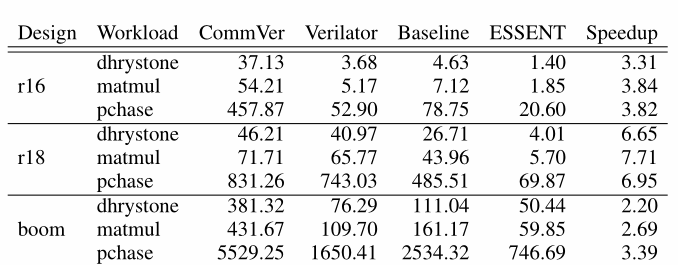 Design Workload CommVer Verilator Baseline ESSENT Speedup
dhrystone 37.13 3.68 4.63 1.40 3.31
r16 matmul 54.21 5.17 7.12 1.85 3.84
pchase 457.87 52.90 78.75 20.60 3.82
dhrystone 46.21 40.97 26.71 4.01 6.65
r18 matmul 71.71 65.77 43.96 5.70 7.71
pchase 831.26 743.03 485.51 69.87 6.95
dhrystone 381.32 76.29 111.04 50.44 2.20
boom matmul 431.67 109.70 161.17 59.85 2.69
pchase 5529.25 1650.41 2534.32 746.69 3.39